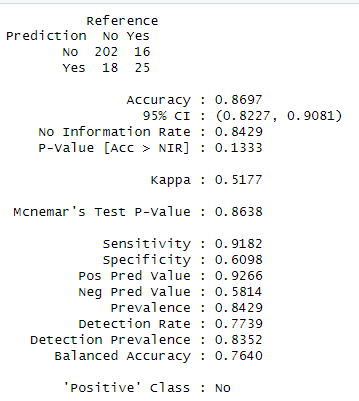 Reference
Prediction No Yes
No 202 16
Yes 18 25
Accuracy : 0.8697
95% CI : (0.8227, 0.9081)
No Information Rate : 0.8429
P-Value [Acc > NIR] : 0.1333
Kappa : 0.5177
Mcnemar's Test P-Value : 0.8638
Sensitivity : 0.9182
Specificity : 0.6098
Pos Pred Value : 0.9266
Neg Pred Value : 0.5814
Prevalence : 0.8429
Detection Rate : 0.7739
Detection Prevalence : 0.8352
Balanced Accuracy : 0.7640
'Positive' Class : No